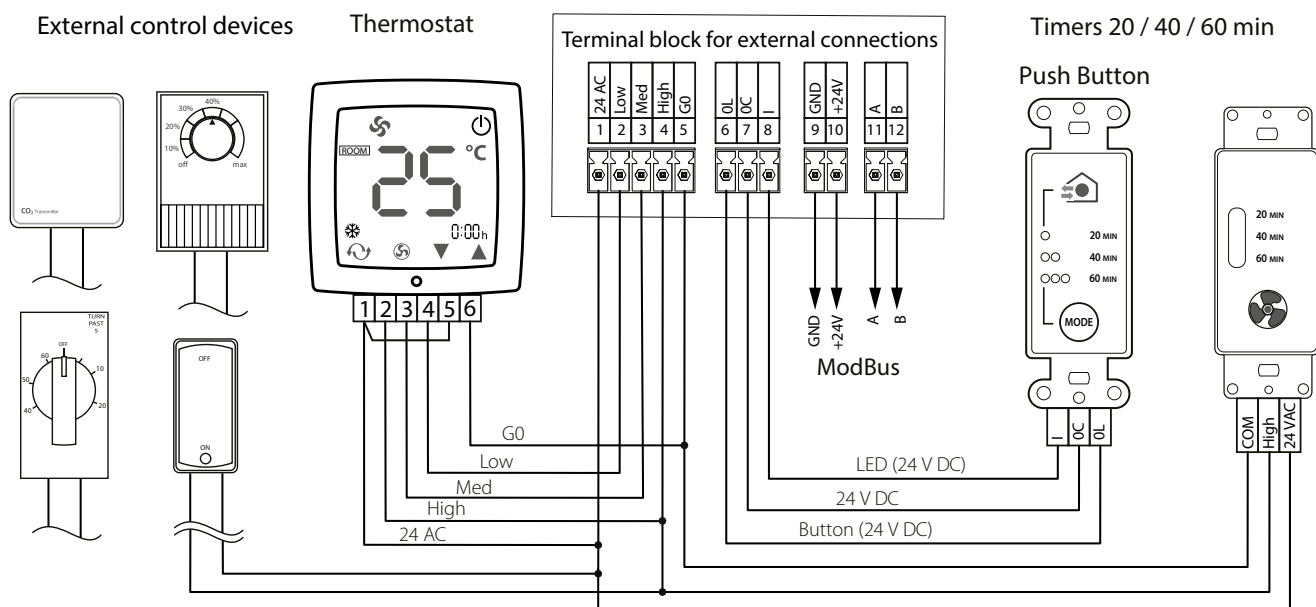 External control devices
Thermostat
Terminal block for external connections
Timers 20 / 40 / 60 min
Push Button
CO₂ Transmitter
off
10%
20%
30%
40%
max
TURN
PAST
5
OFF
10
20
40
50
60
OFF
ON
ROOM
25
°C
0:00h
1 2 3 4 5 6
24 AC Low Med High G0
1 2 3 4 5
0L 0C I
6 7 8
GND +24V
9 10
A B
11 12
GND +24V A B
ModBus
20 MIN
40 MIN
60 MIN
MODE
I 0C 0L
20 MIN
40 MIN
60 MIN
COM High 24 VAC
G0
Low
Med
High
24 AC
LED (24 V DC)
24 V DC
Button (24 V DC)